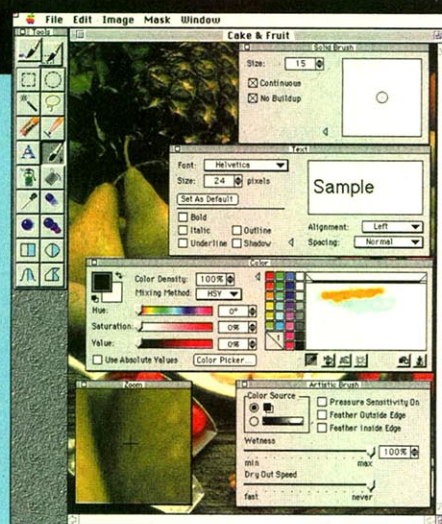 File Edit Image Mask Window
Tools
Cake & Fruit
Solid Brush
Size: 15
Continuous
No Buildup
Text
Font: Helvetica
Size: 24 pixels
Set As Default
Bold
Italic Outline
Underline Shadow
Sample
Alignment: Left
Spacing: Normal
A
Color
Color Density: 100%
Mixing Method: HSY
Hue: 0°
Saturation: 0%
Value: 0%
Use Absolute Values Color Picker...
Zoom
Artistic Brush
Color Source
Pressure Sensitivity On
Feather Outside Edge
Feather Inside Edge
Wetness
100%
min max
Dry Out Speed
fast never